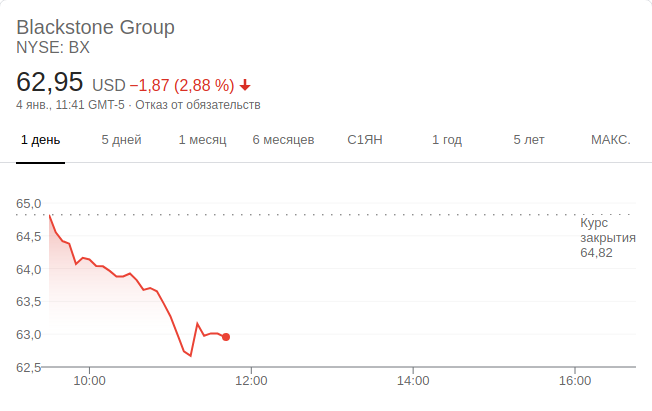 Blackstone Group
NYSE: BX
62,95 USD −1,87 (2,88 %)
4 янв., 11:41 GMT-5 · Отказ от обязательств
1 день 5 дней 1 месяц 6 месяцев С1ЯН 1 год 5 лет МАКС.
65,0
Курс
закрытия
64,82
64,5
64,0
63,5
63,0
62,5
10:00 12:00 14:00 16:00